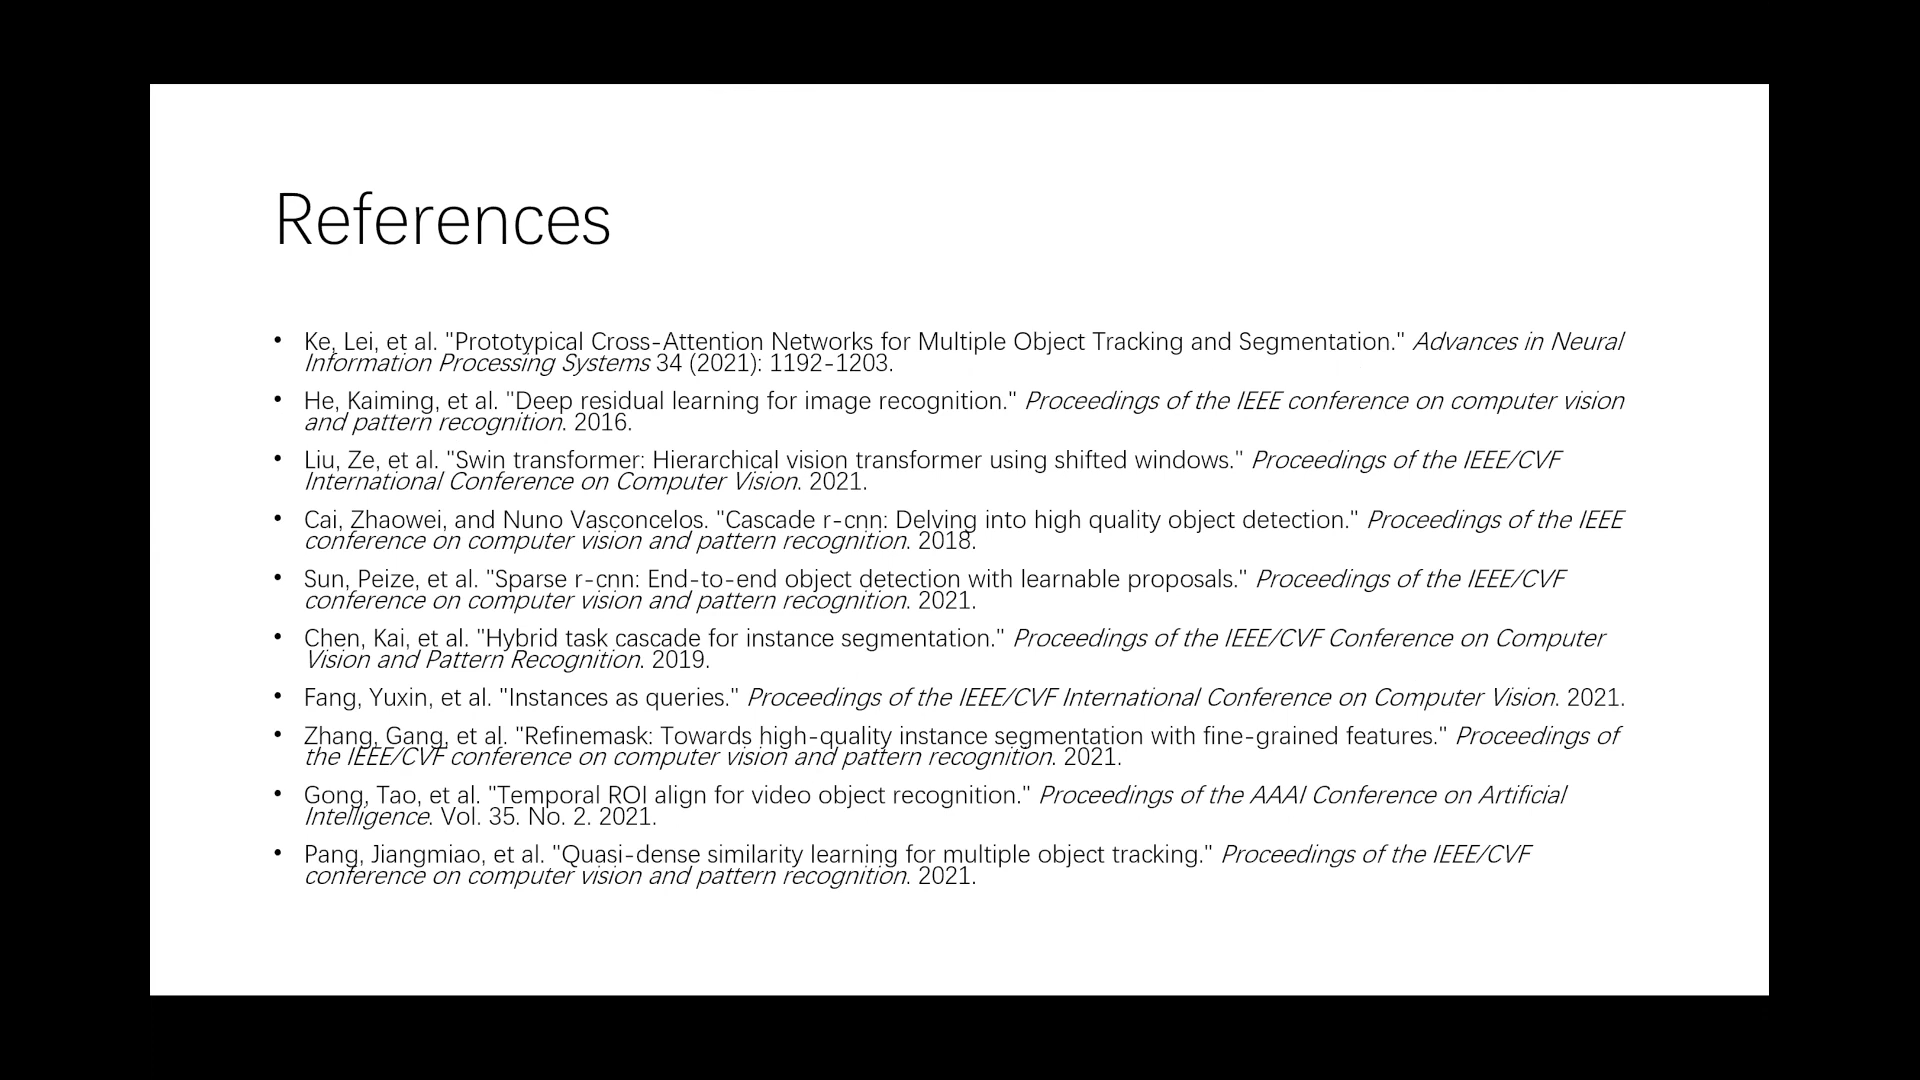 References
• Ke, Lei, et al. "Prototypical Cross-Attention Networks for Multiple Object Tracking and Segmentation." Advances in Neural
Information Processing Systems 34 (2021): 1192-1203.
• He, Kaiming, et al. "Deep residual learning for image recognition." Proceedings of the IEEE conference on computer vision
and pattern recognition. 2016.
• Liu, Ze, et al. "Swin transformer: Hierarchical vision transformer using shifted windows." Proceedings of the IEEE/CVF
International Conference on Computer Vision. 2021.
• Cai, Zhaowei, and Nuno Vasconcelos. "Cascade r-cnn: Delving into high quality object detection." Proceedings of the IEEE
conference on computer vision and pattern recognition. 2018.
• Sun, Peize, et al. "Sparse r-cnn: End-to-end object detection with learnable proposals." Proceedings of the IEEE/CVF
conference on computer vision and pattern recognition. 2021.
• Chen, Kai, et al. "Hybrid task cascade for instance segmentation." Proceedings of the IEEE/CVF Conference on Computer
Vision and Pattern Recognition. 2019.
• Fang, Yuxin, et al. "Instances as queries." Proceedings of the IEEE/CVF International Conference on Computer Vision. 2021.
• Zhang, Gang, et al. "Refinemask: Towards high-quality instance segmentation with fine-grained features." Proceedings of
the IEEE/CVF conference on computer vision and pattern recognition. 2021.
• Gong, Tao, et al. "Temporal ROI align for video object recognition." Proceedings of the AAAI Conference on Artificial
Intelligence. Vol. 35. No. 2. 2021.
• Pang, Jiangmiao, et al. "Quasi-dense similarity learning for multiple object tracking." Proceedings of the IEEE/CVF
conference on computer vision and pattern recognition. 2021.